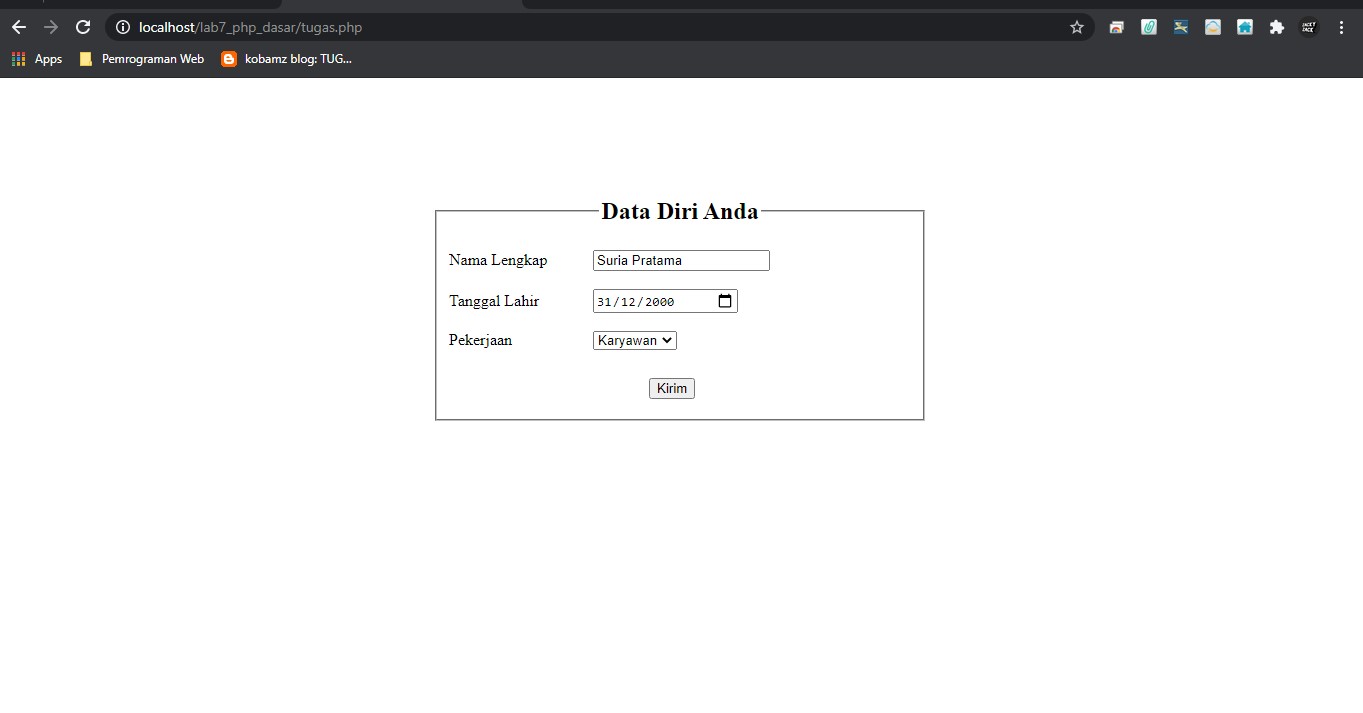 localhost/lab7_php_dasar/tugas.php
Apps Pemrograman Web kobamz blog: TUG...
Data Diri Anda
Nama Lengkap Suria Pratama
Tanggal Lahir 31/12/2000
Pekerjaan Karyawan
Kirim